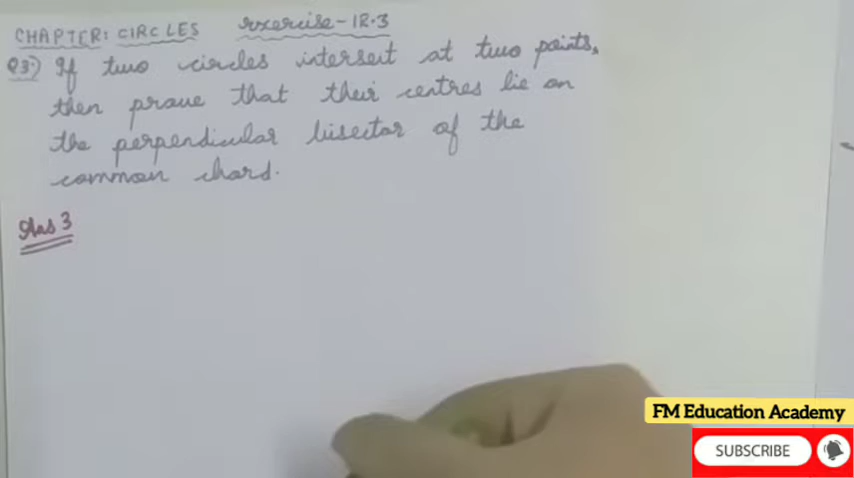 CHAPTER: CIRCLES Exercise-12.3
Q3:) If two circles intersect at two points,
then prove that their centres lie on
the perpendicular bisector of the
common chord.
Ans 3
FM Education Academy
SUBSCRIBE